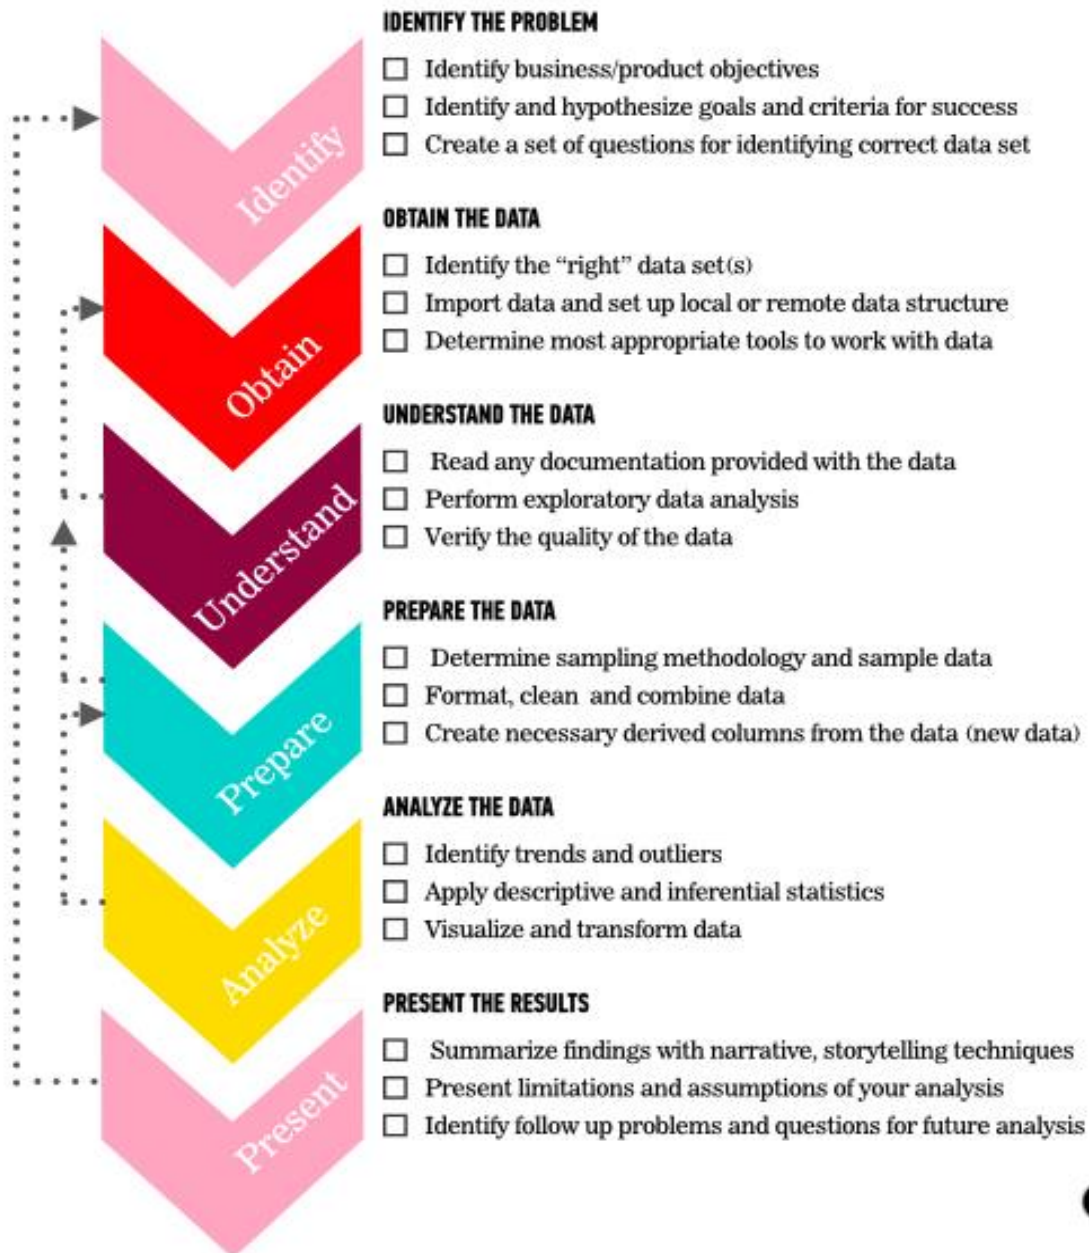 IDENTIFY THE PROBLEM
Identify business/product objectives
Identify and hypothesize goals and criteria for success
Create a set of questions for identifying correct data set
Identify
OBTAIN THE DATA
Identify the “right” data set(s)
Import data and set up local or remote data structure
Determine most appropriate tools to work with data
Obtain
UNDERSTAND THE DATA
Read any documentation provided with the data
Perform exploratory data analysis
Verify the quality of the data
Understand
PREPARE THE DATA
Determine sampling methodology and sample data
Format, clean and combine data
Create necessary derived columns from the data (new data)
Prepare
ANALYZE THE DATA
Identify trends and outliers
Apply descriptive and inferential statistics
Visualize and transform data
Analyze
PRESENT THE RESULTS
Summarize findings with narrative, storytelling techniques
Present limitations and assumptions of your analysis
Identify follow up problems and questions for future analysis
Present